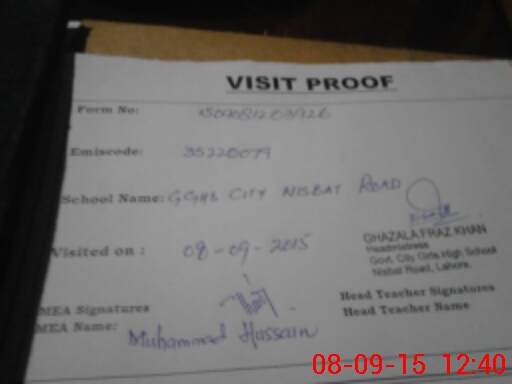 VISIT PROOF
Form No: 1509081203926
Emiscode: 35220079
School Name: GGHS CITY NISBAT ROAD
GHAZALA FRAZ KHAN
Headmistress
Govt. City Girls High School
Nisbat Road, Lahore.
Visited on : 08-09-2015
MEA Signatures
MEA Name: Muhammad Hussain
Head Teacher Signatures
Head Teacher Name
08-09-15 12:40